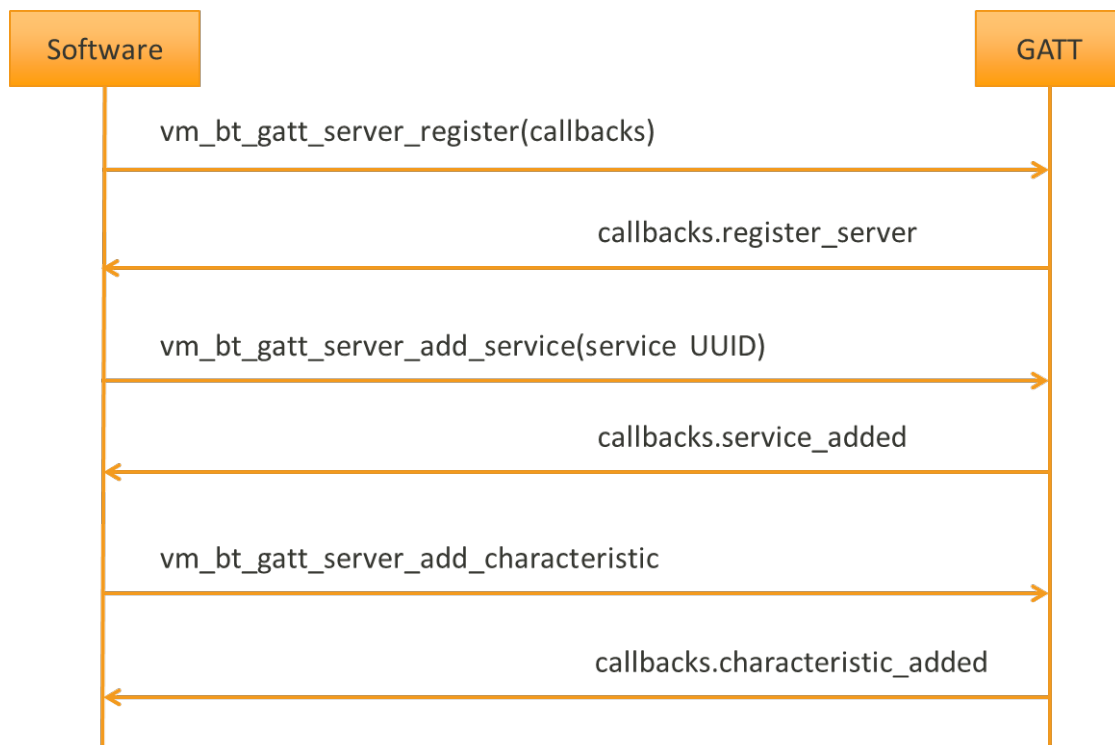 Software
GATT
vm_bt_gatt_server_register(callbacks)
callbacks.register_server
vm_bt_gatt_server_add_service(service UUID)
callbacks.service_added
vm_bt_gatt_server_add_characteristic
callbacks.characteristic_added